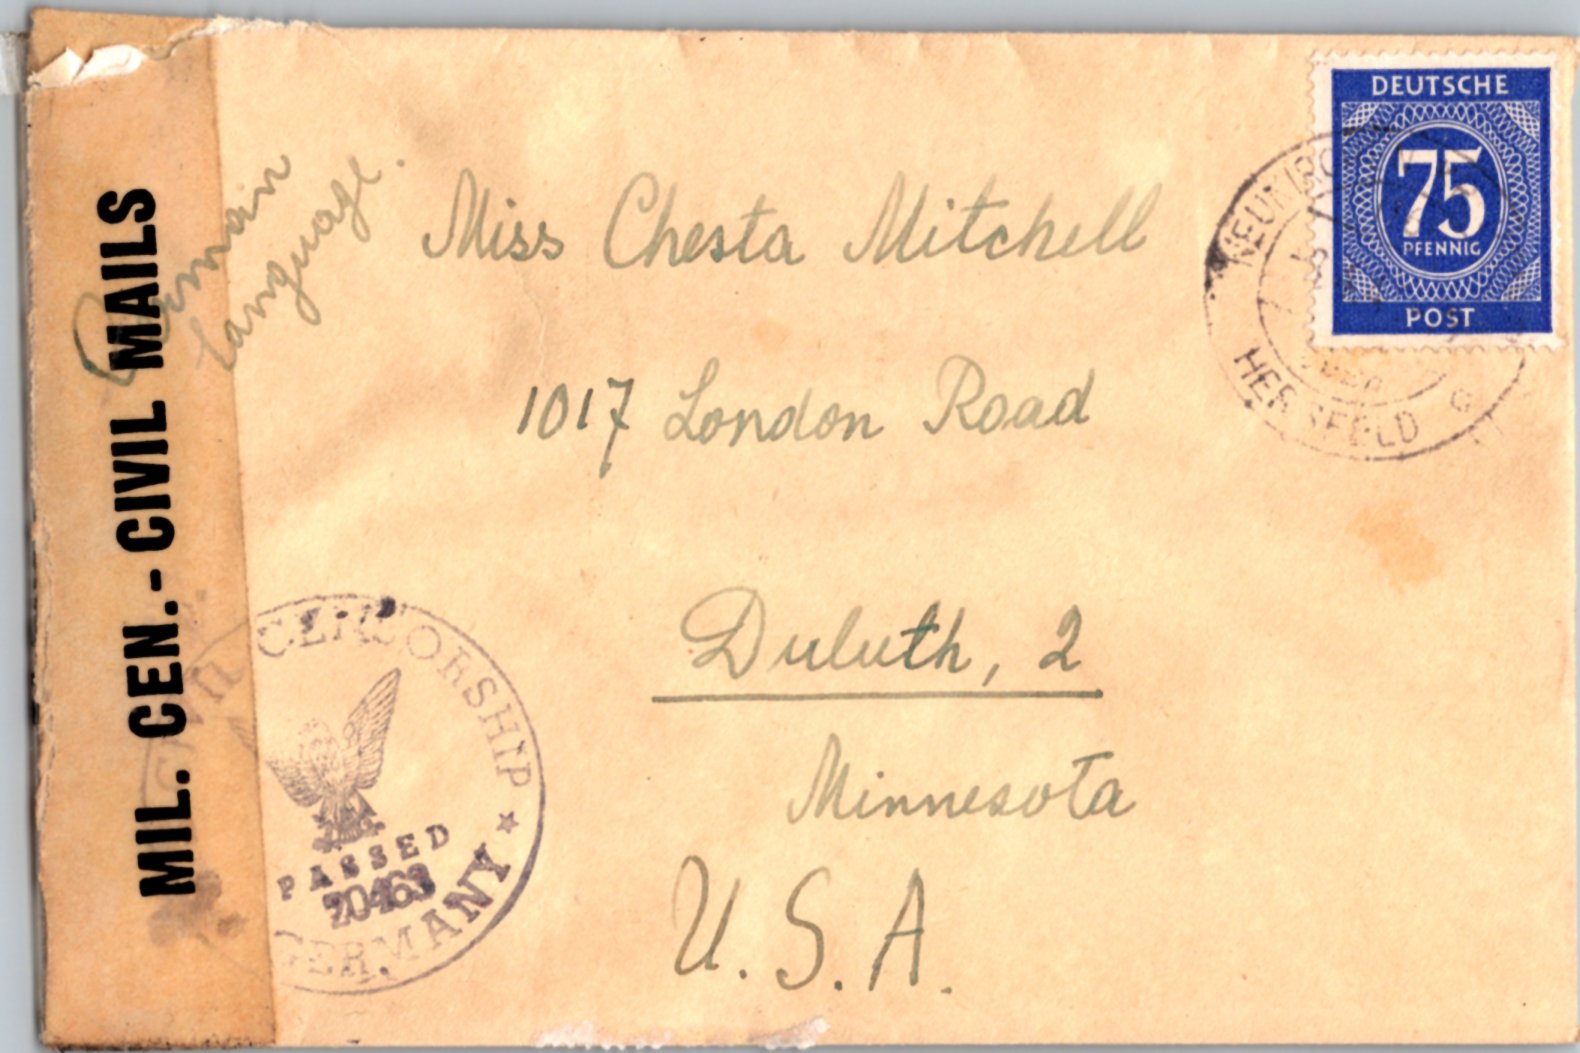 MIL. CEN.-CIVIL MAILS
German
language.
Miss Chesta Mitchell
1017 London Road
Duluth, 2
Minnesota
U.S.A.
DEUTSCHE
75
PFENNIG
POST
HERSFELD
CENSORSHIP
PASSED
20463
GERMANY